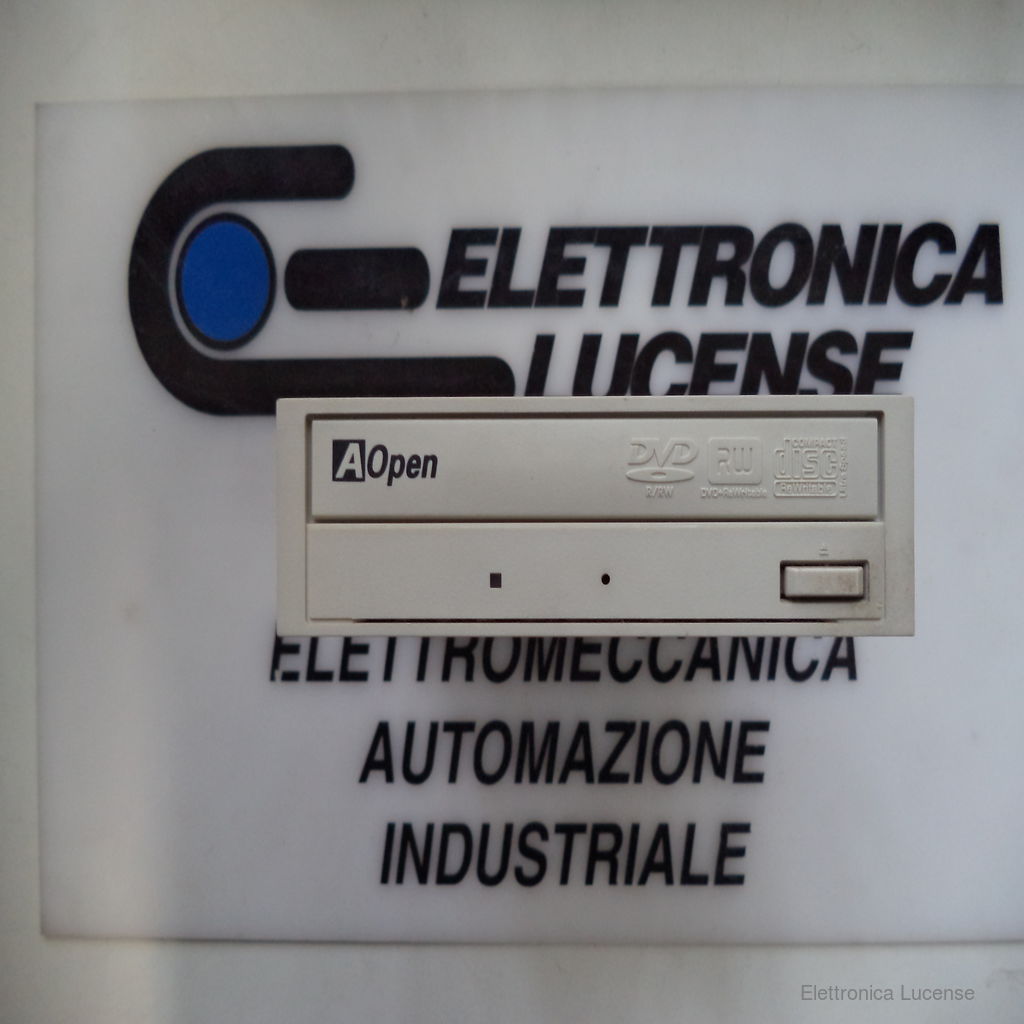 ELETTRONICA
LUCENSE
AOpen
DVD
R/RW
RW
DVD+ReWritable
COMPACT
disc
ReWritable
ELETTROMECCANICA
AUTOMAZIONE
INDUSTRIALE
Elettronica Lucense